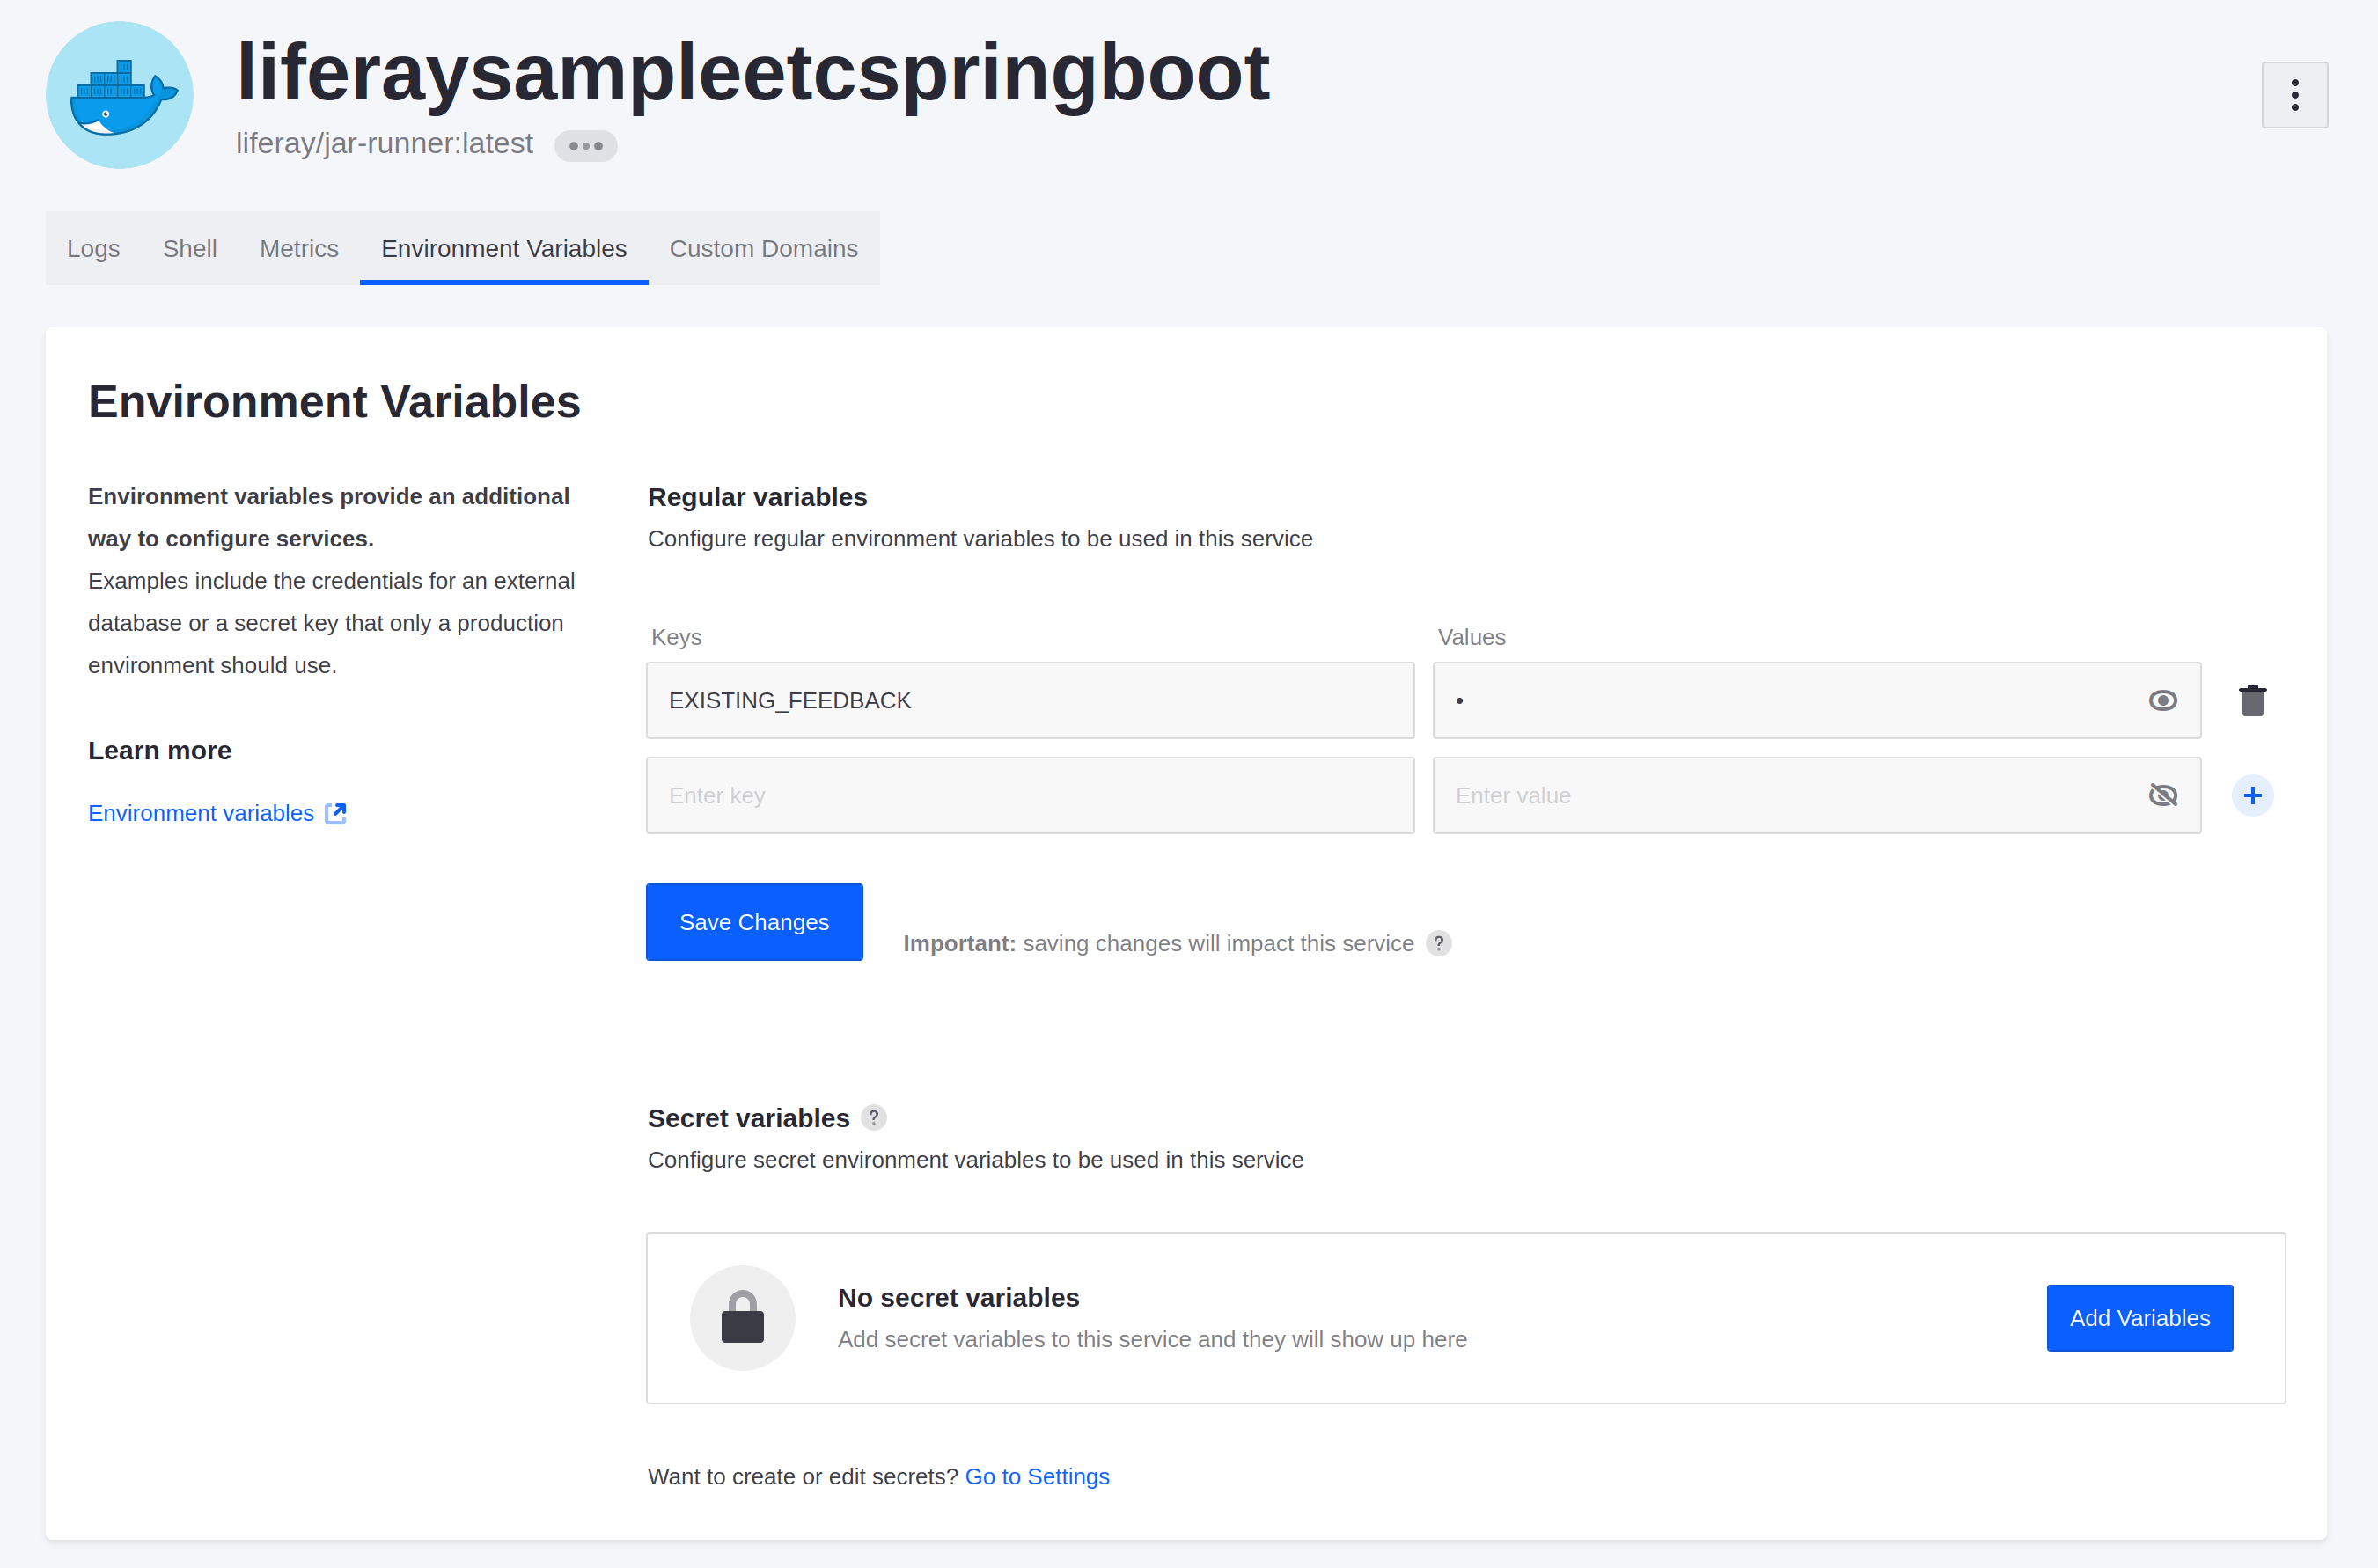 liferaysampleetcspringboot
liferay/jar-runner:latest
Logs
Shell
Metrics
Environment Variables
Custom Domains
Environment Variables
Environment variables provide an additional
way to configure services.
Examples include the credentials for an external
database or a secret key that only a production
environment should use.
Learn more
Environment variables
Regular variables
Configure regular environment variables to be used in this service
Keys
Values
EXISTING_FEEDBACK
•
Enter key
Enter value
Save Changes
Important: saving changes will impact this service ?
Secret variables ?
Configure secret environment variables to be used in this service
No secret variables
Add secret variables to this service and they will show up here
Add Variables
Want to create or edit secrets? Go to Settings